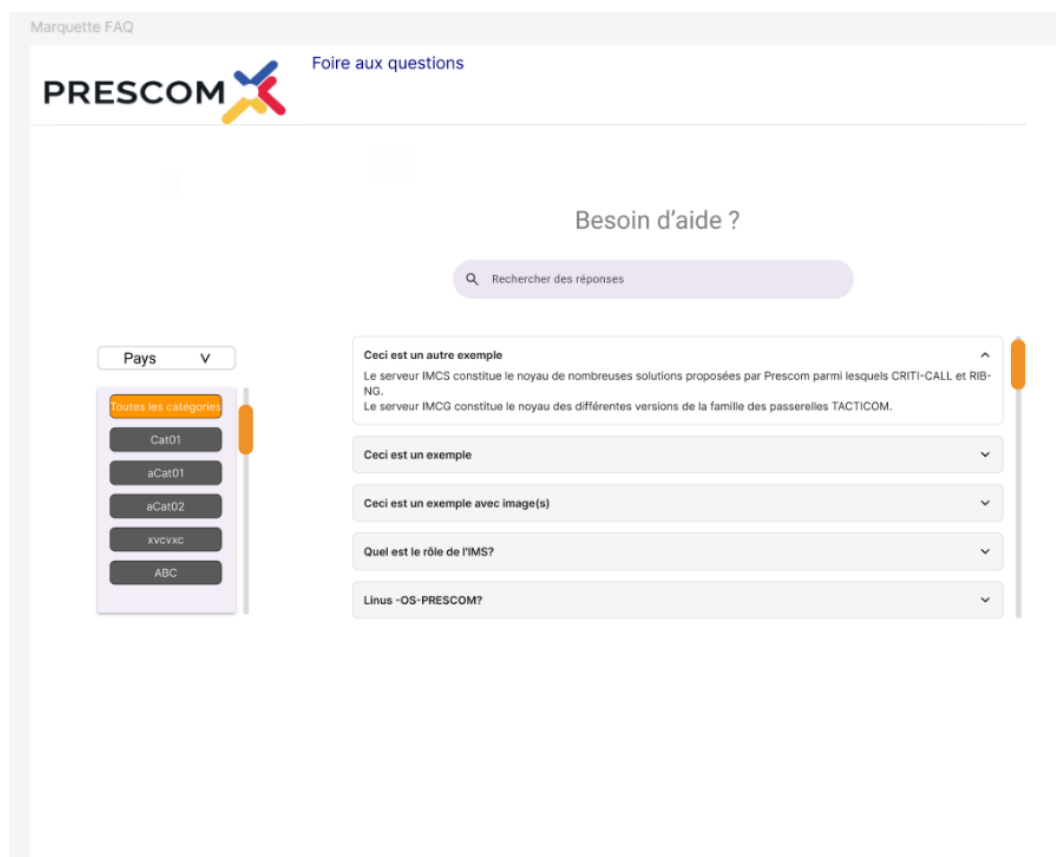 Marquette FAQ
PRESCOM
Foire aux questions
Besoin d'aide ?
Rechercher des réponses
Pays V
Toutes les catégories
Cat01
aCat01
aCat02
xvcvxc
ABC
Ceci est un autre exemple
Le serveur IMCS constitue le noyau de nombreuses solutions proposées par Prescom parmi lesquels CRITI-CALL et RIB-
NG.
Le serveur IMCG constitue le noyau des différentes versions de la famille des passerelles TACTICOM.
Ceci est un exemple
Ceci est un exemple avec image(s)
Quel est le rôle de l'IMS?
Linus -OS-PRESCOM?